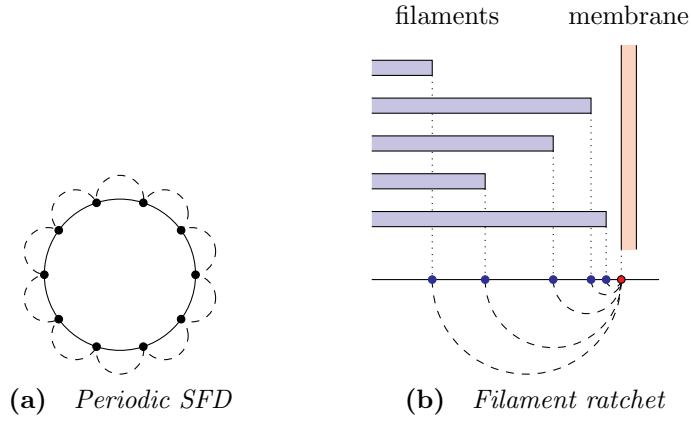 filaments membrane
(a) Periodic SFD
(b) Filament ratchet